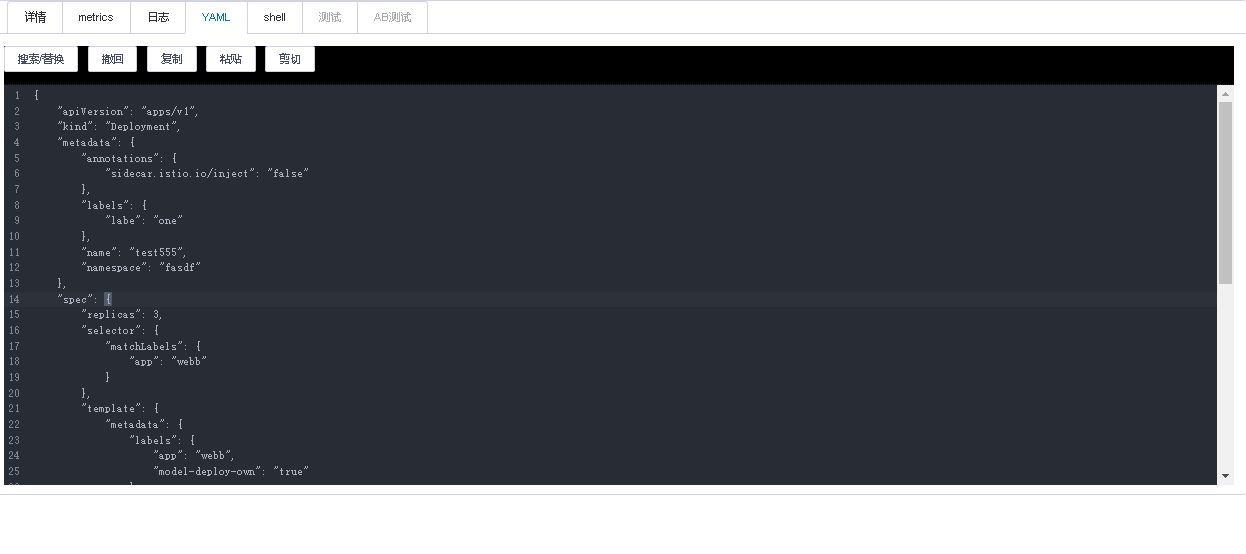 详情 metrics 日志 YAML shell 测试 AB测试
搜索/替换 撤回 复制 粘贴 剪切
1 {
2 "apiVersion": "apps/v1",
3 "kind": "Deployment",
4 "metadata": {
5 "annotations": {
6 "sidecar.istio.io/inject": "false"
7 },
8 "labels": {
9 "labe": "one"
10 },
11 "name": "test555",
12 "namespace": "fasdf"
13 },
14 "spec": {
15 "replicas": 3,
16 "selector": {
17 "matchLabels": {
18 "app": "webb"
19 }
20 },
21 "template": {
22 "metadata": {
23 "labels": {
24 "app": "webb",
25 "model-deploy-own": "true"